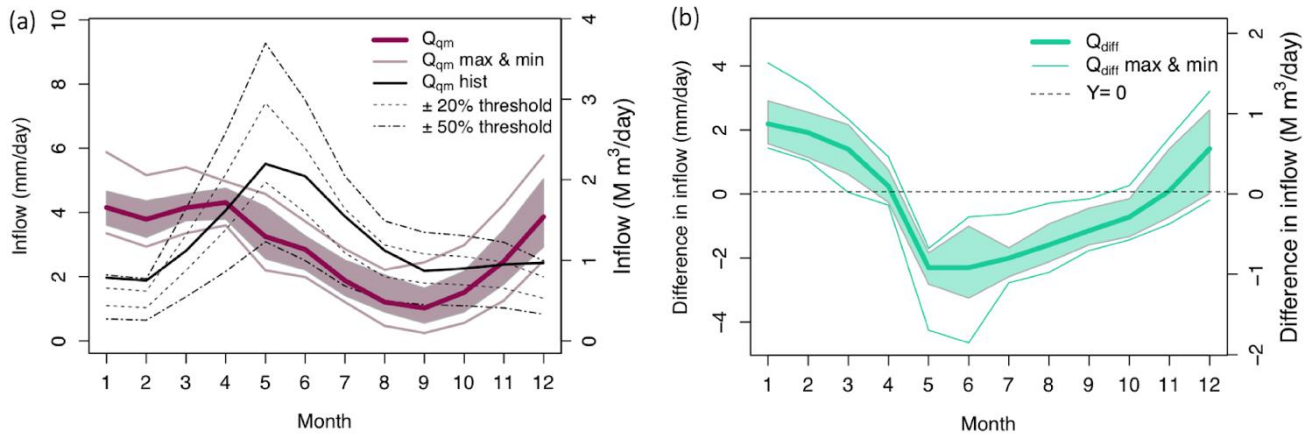 (a)
Q_qm
Q_qm max & min
Q_qm hist
± 20% threshold
± 50% threshold
Inflow (mm/day)
10
8
6
4
2
0
Inflow (M m³/day)
4
3
2
1
0
1 2 3 4 5 6 7 8 9 10 11 12
Month
(b)
Q_diff
Q_diff max & min
Y= 0
Difference in inflow (mm/day)
4
2
0
−2
−4
Difference in inflow (M m³/day)
2
1
0
−1
−2
1 2 3 4 5 6 7 8 9 10 11 12
Month